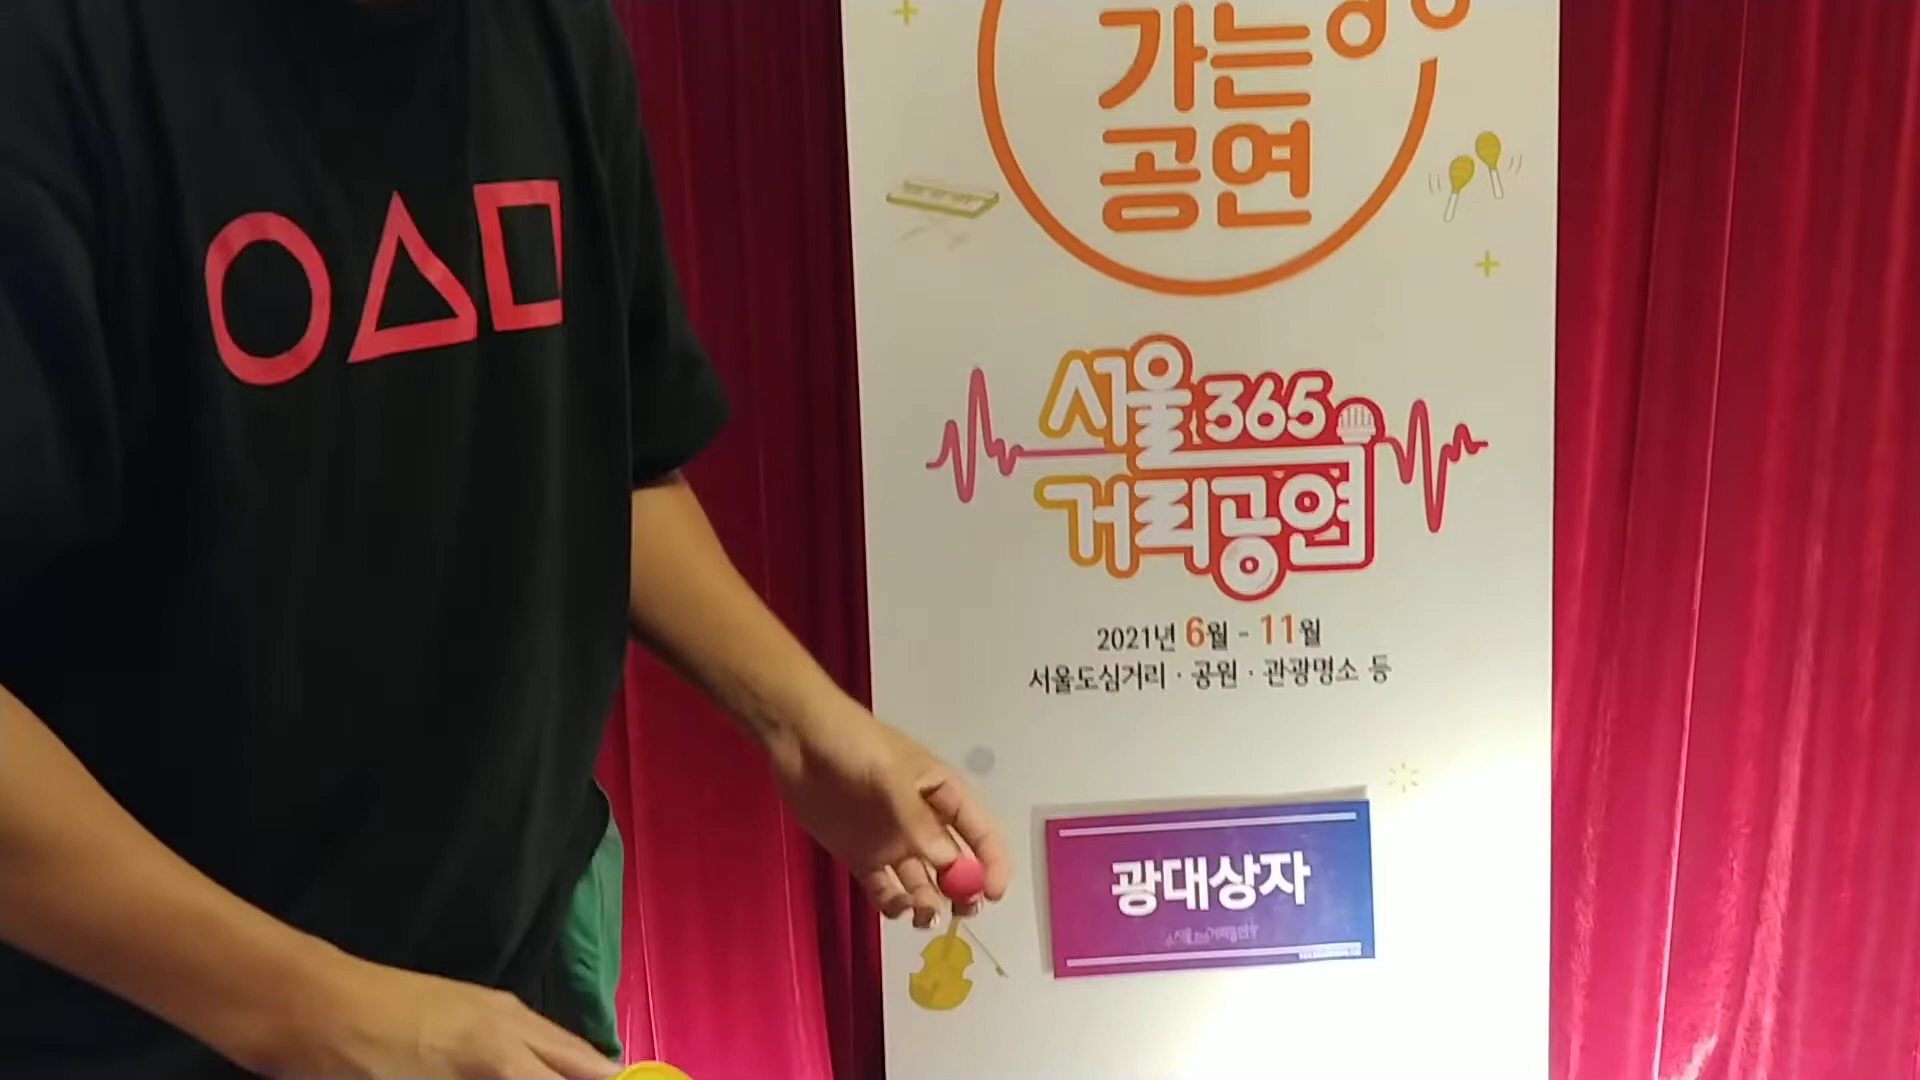 가는
공연
서울 365
거리공연
2021년 6월 - 11월
서울도심거리 · 공원 · 관광명소 등
광대상자